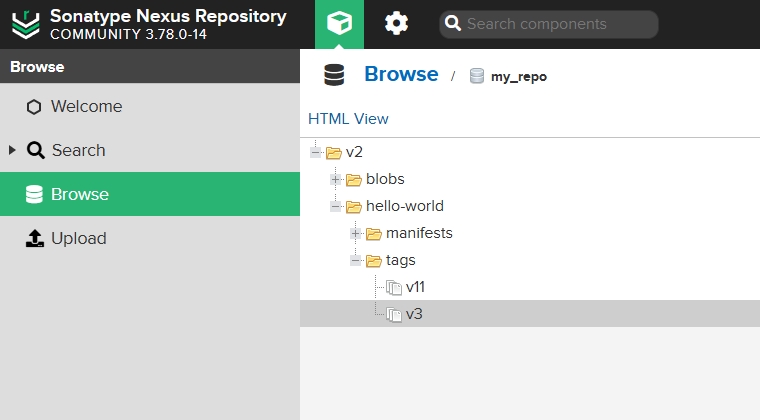 Sonatype Nexus Repository
COMMUNITY 3.78.0-14
Search components
Browse
Welcome
Search
Browse
Upload
Browse / my_repo
HTML View
v2
blobs
hello-world
manifests
tags
v11
v3